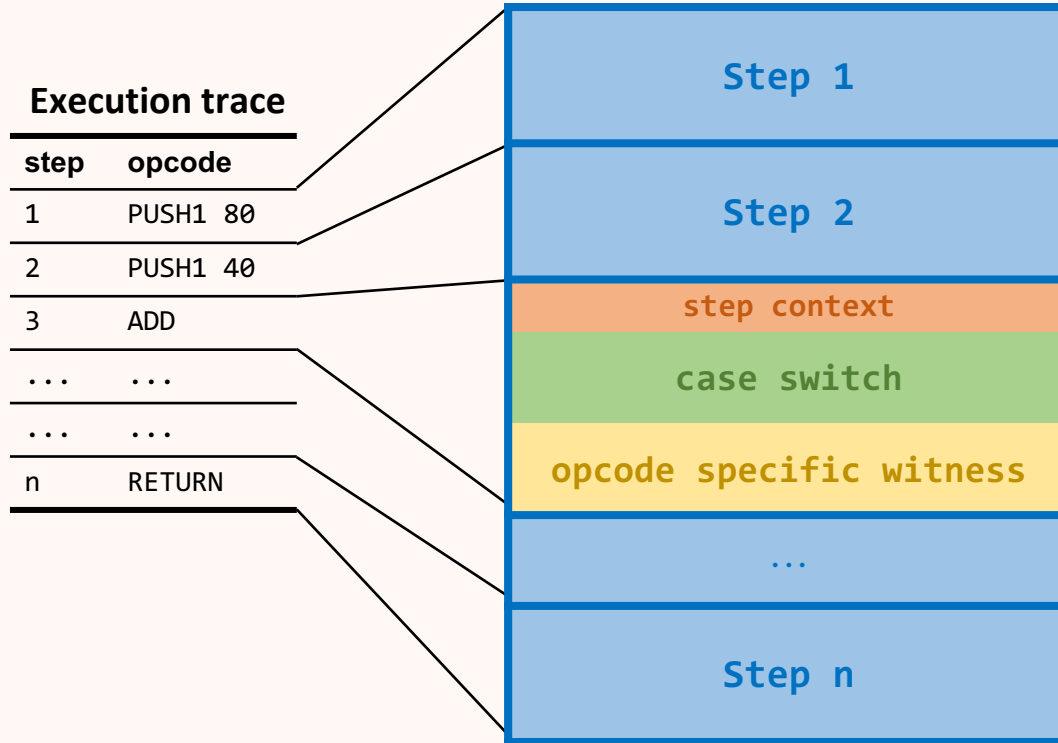 Execution trace
step opcode
1 PUSH1 80
2 PUSH1 40
3 ADD
... ...
... ...
n RETURN
Step 1
Step 2
step context
case switch
opcode specific witness
...
Step n